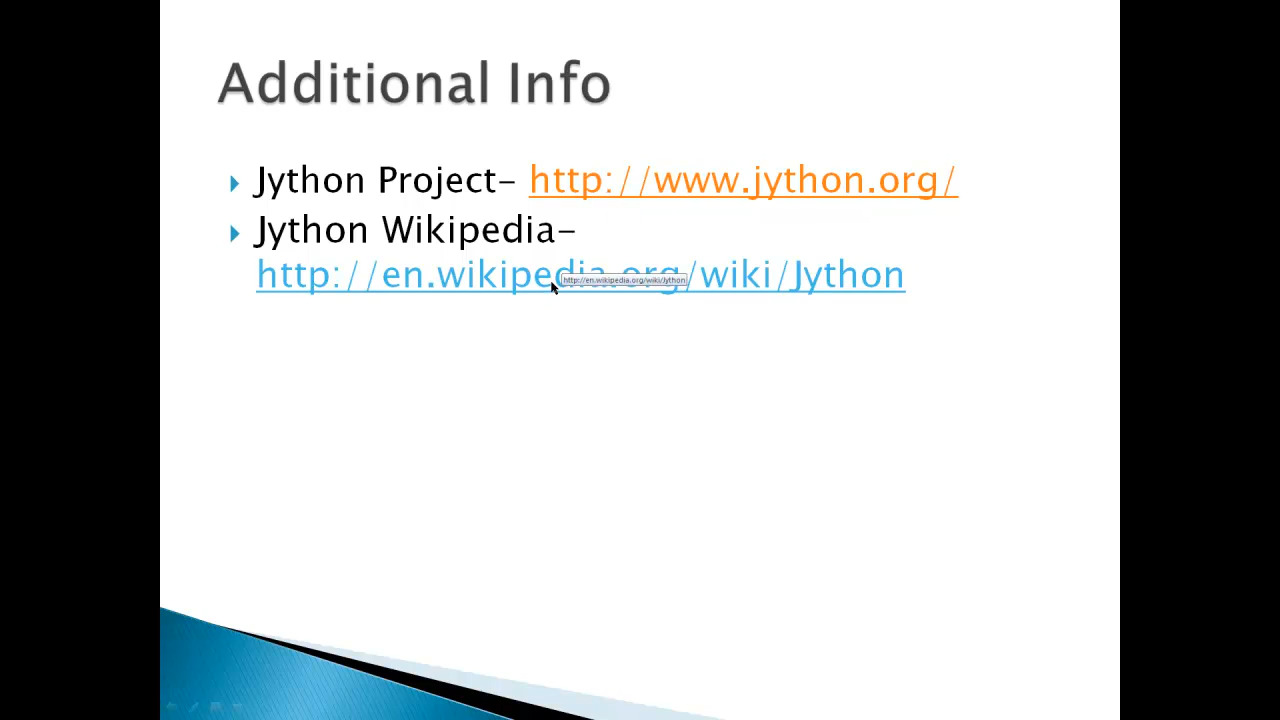 Additional Info
Jython Project- http://www.jython.org/
Jython Wikipedia-
http://en.wikipedia.org/wiki/Jython
http://en.wikipedia.org/wiki/Jython